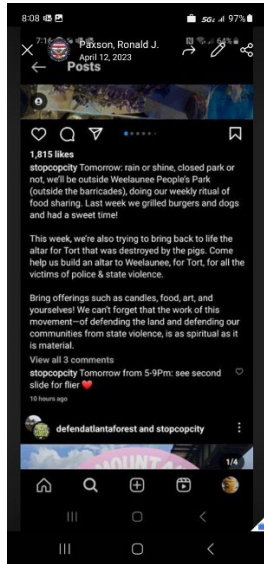 8:08
5G 97%
Paxson, Ronald J.
April 12, 2023
7:16
64%
Posts
1,815 likes
stopcopcity Tomorrow: rain or shine, closed park or
not, we'll be outside Weelaunee People's Park
(outside the barricades), doing our weekly ritual of
food sharing. Last week we grilled burgers and dogs
and had a sweet time!
This week, we're also trying to bring back to life the
altar for Tort that was destroyed by the pigs. Come
help us build an altar to Weelaunee, for Tort, for all the
victims of police & state violence.
Bring offerings such as candles, food, art, and
yourselves! We can't forget that the work of this
movement—of defending the land and defending our
communities from state violence, is as spiritual as it
is material.
View all 3 comments
stopcopcity Tomorrow from 5-9Pm: see second
slide for flier
10 hours ago
defendatlantaforest and stopcopcity
1/4